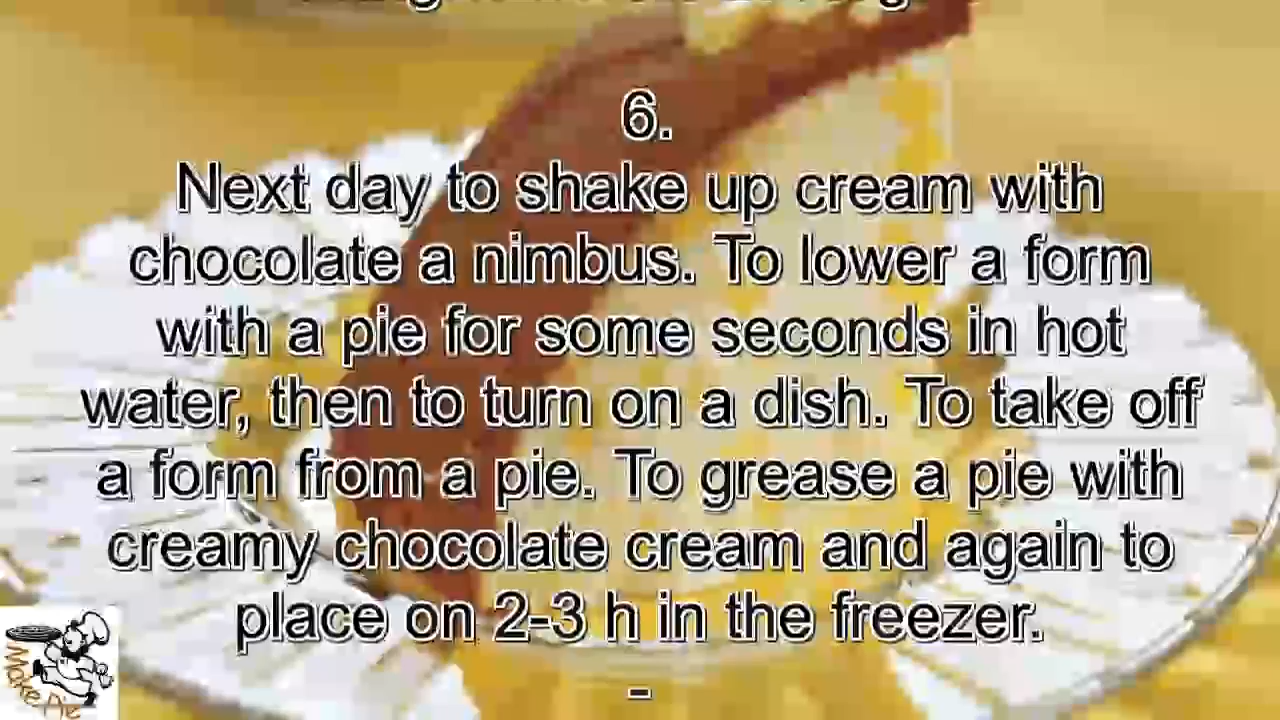 6.
Next day to shake up cream with
chocolate a nimbus. To lower a form
with a pie for some seconds in hot
water, then to turn on a dish. To take off
a form from a pie. To grease a pie with
creamy chocolate cream and again to
place on 2-3 h in the freezer.
-
Make Pie